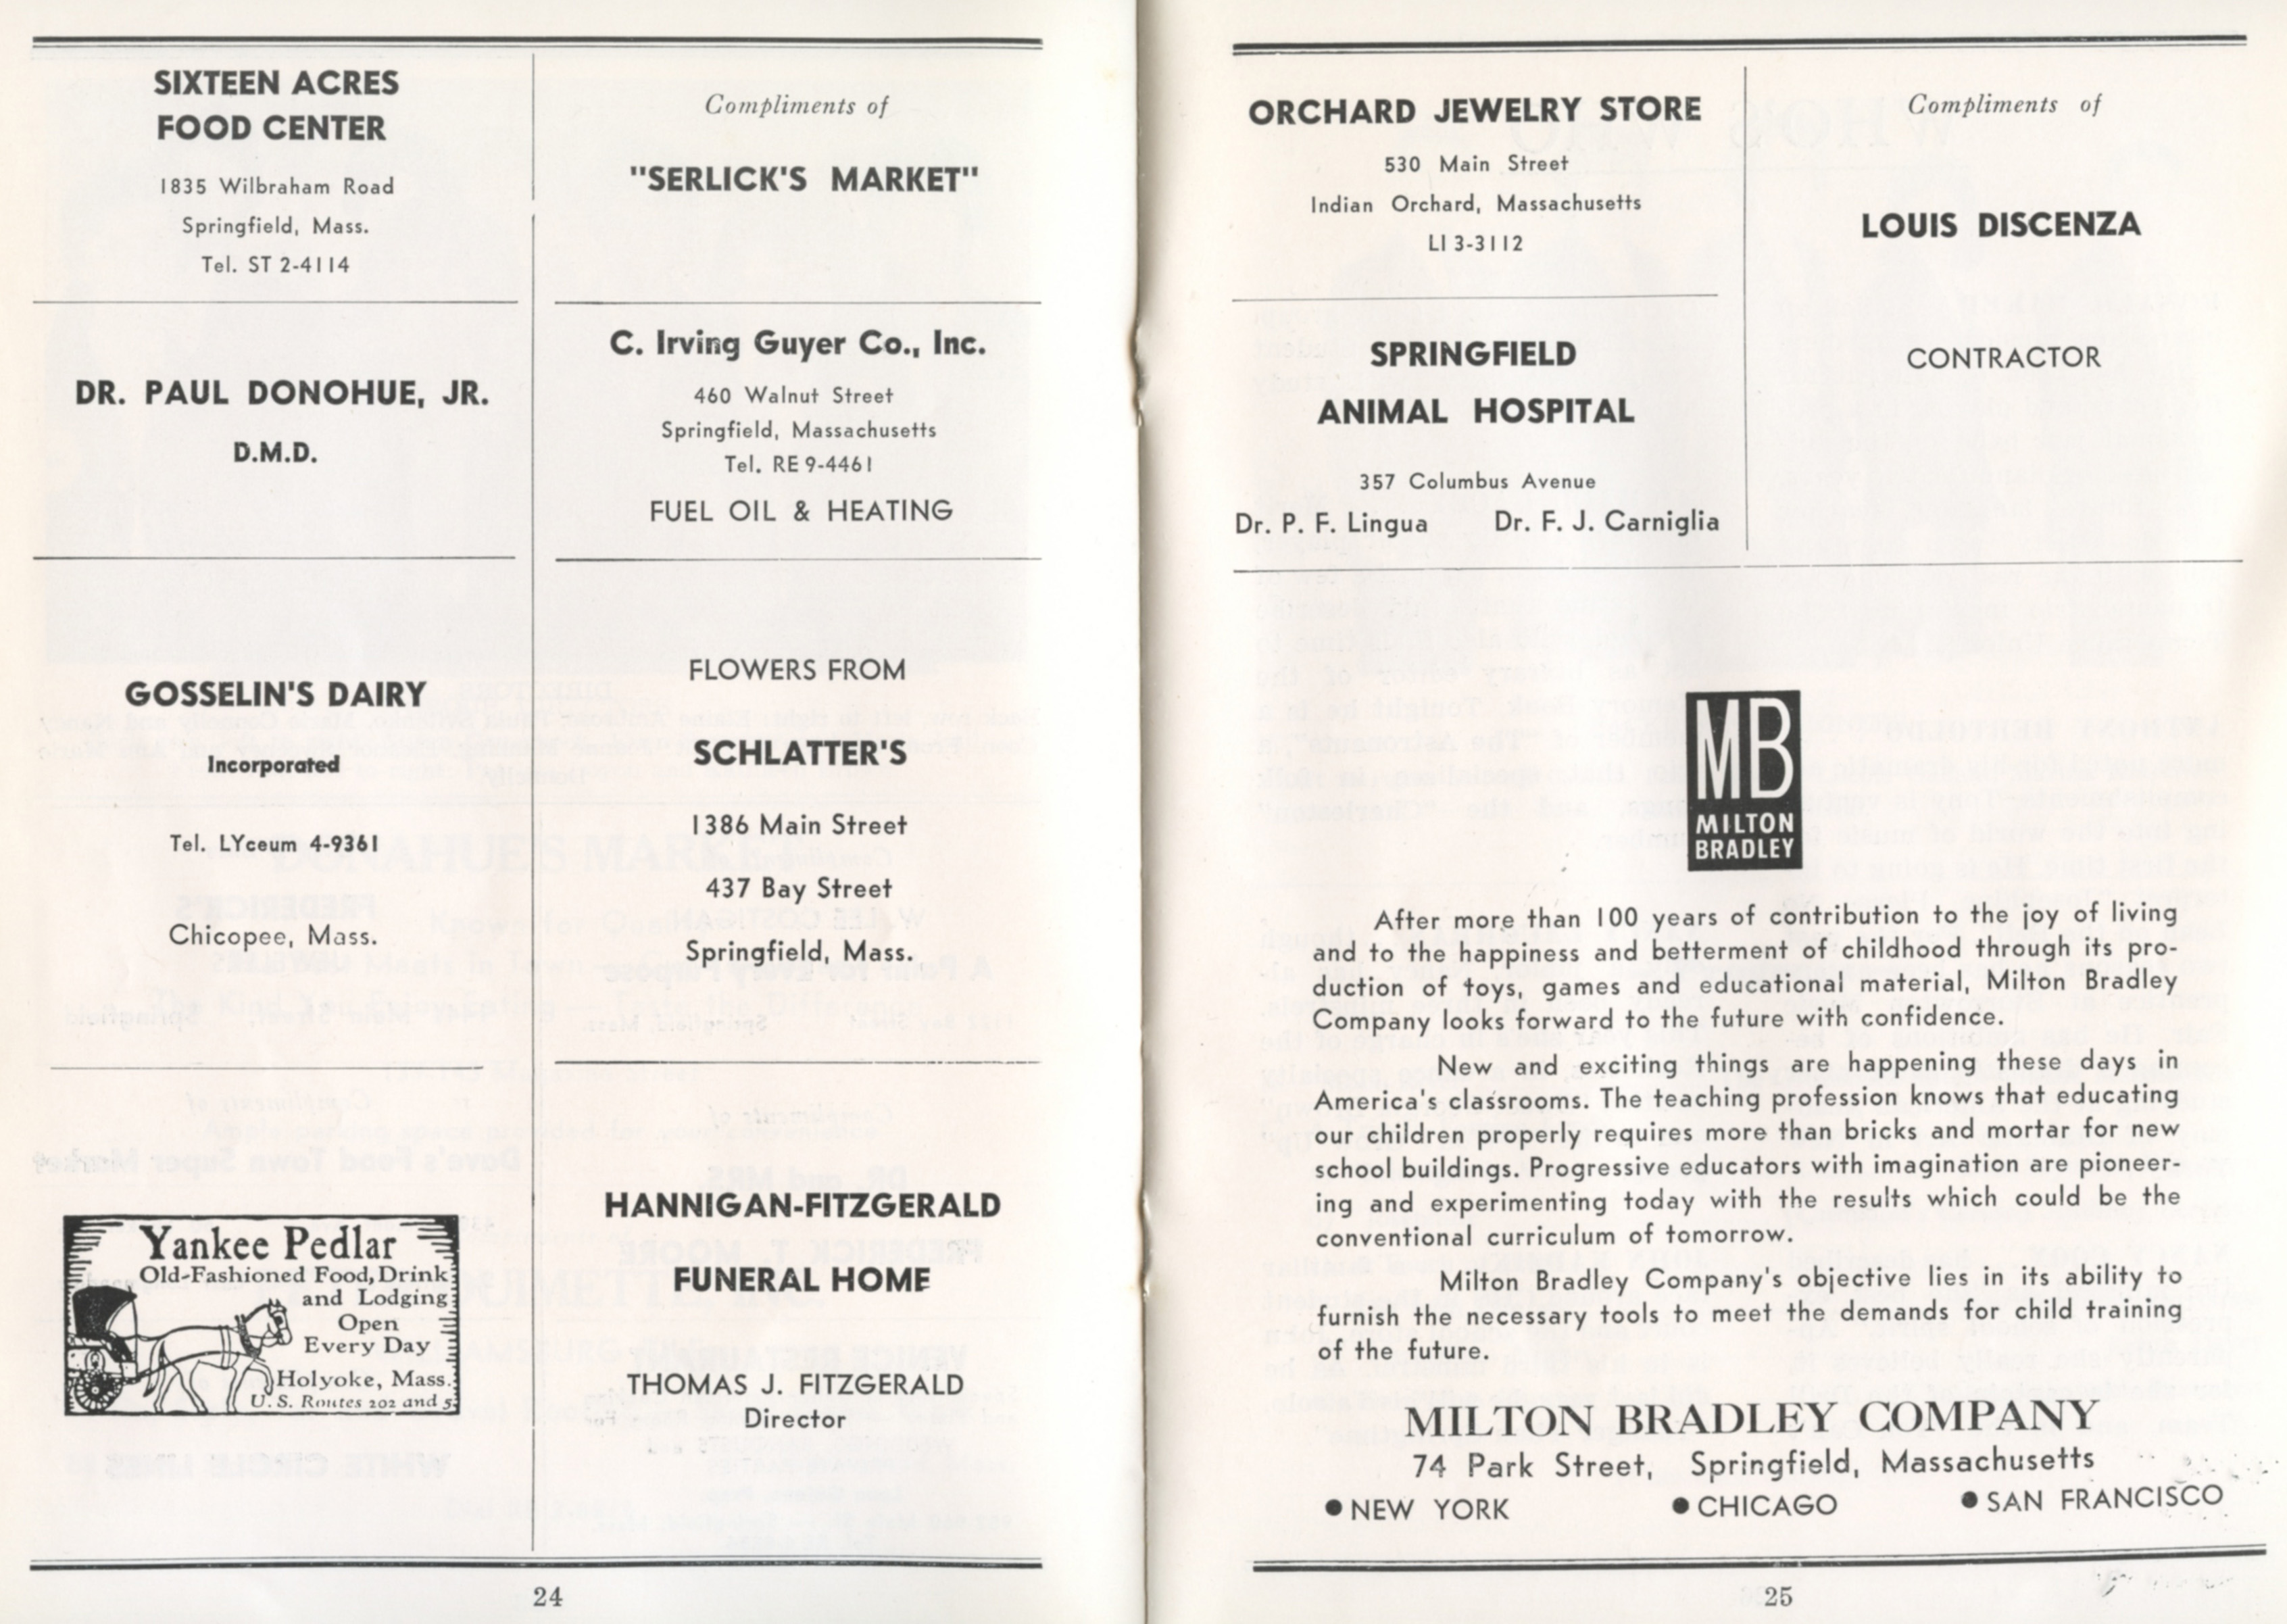 SIXTEEN ACRES
FOOD CENTER
1835 Wilbraham Road
Springfield, Mass.
Tel. ST 2-4114
DR. PAUL DONOHUE, JR.
D.M.D.
GOSSELIN'S DAIRY
Incorporated
Tel. LYceum 4-9361
Chicopee, Mass.
Yankee Pedlar
Old-Fashioned Food, Drink
and Lodging
Open
Every Day
Holyoke, Mass.
U. S. Routes 202 and 5
Compliments of
"SERLICK'S MARKET"
C. Irving Guyer Co., Inc.
460 Walnut Street
Springfield, Massachusetts
Tel. RE 9-4461
FUEL OIL & HEATING
FLOWERS FROM
SCHLATTER'S
1386 Main Street
437 Bay Street
Springfield, Mass.
HANNIGAN-FITZGERALD
FUNERAL HOME
THOMAS J. FITZGERALD
Director
24
ORCHARD JEWELRY STORE
530 Main Street
Indian Orchard, Massachusetts
LI 3-3112
SPRINGFIELD
ANIMAL HOSPITAL
357 Columbus Avenue
Dr. P. F. Lingua Dr. F. J. Carniglia
Compliments of
LOUIS DISCENZA
CONTRACTOR
MB
MILTON
BRADLEY
After more than 100 years of contribution to the joy of living
and to the happiness and betterment of childhood through its pro-
duction of toys, games and educational material, Milton Bradley
Company looks forward to the future with confidence.
New and exciting things are happening these days in
America's classrooms. The teaching profession knows that educating
our children properly requires more than bricks and mortar for new
school buildings. Progressive educators with imagination are pioneer-
ing and experimenting today with the results which could be the
conventional curriculum of tomorrow.
Milton Bradley Company's objective lies in its ability to
furnish the necessary tools to meet the demands for child training
of the future.
MILTON BRADLEY COMPANY
74 Park Street, Springfield, Massachusetts
● NEW YORK ● CHICAGO ● SAN FRANCISCO
25